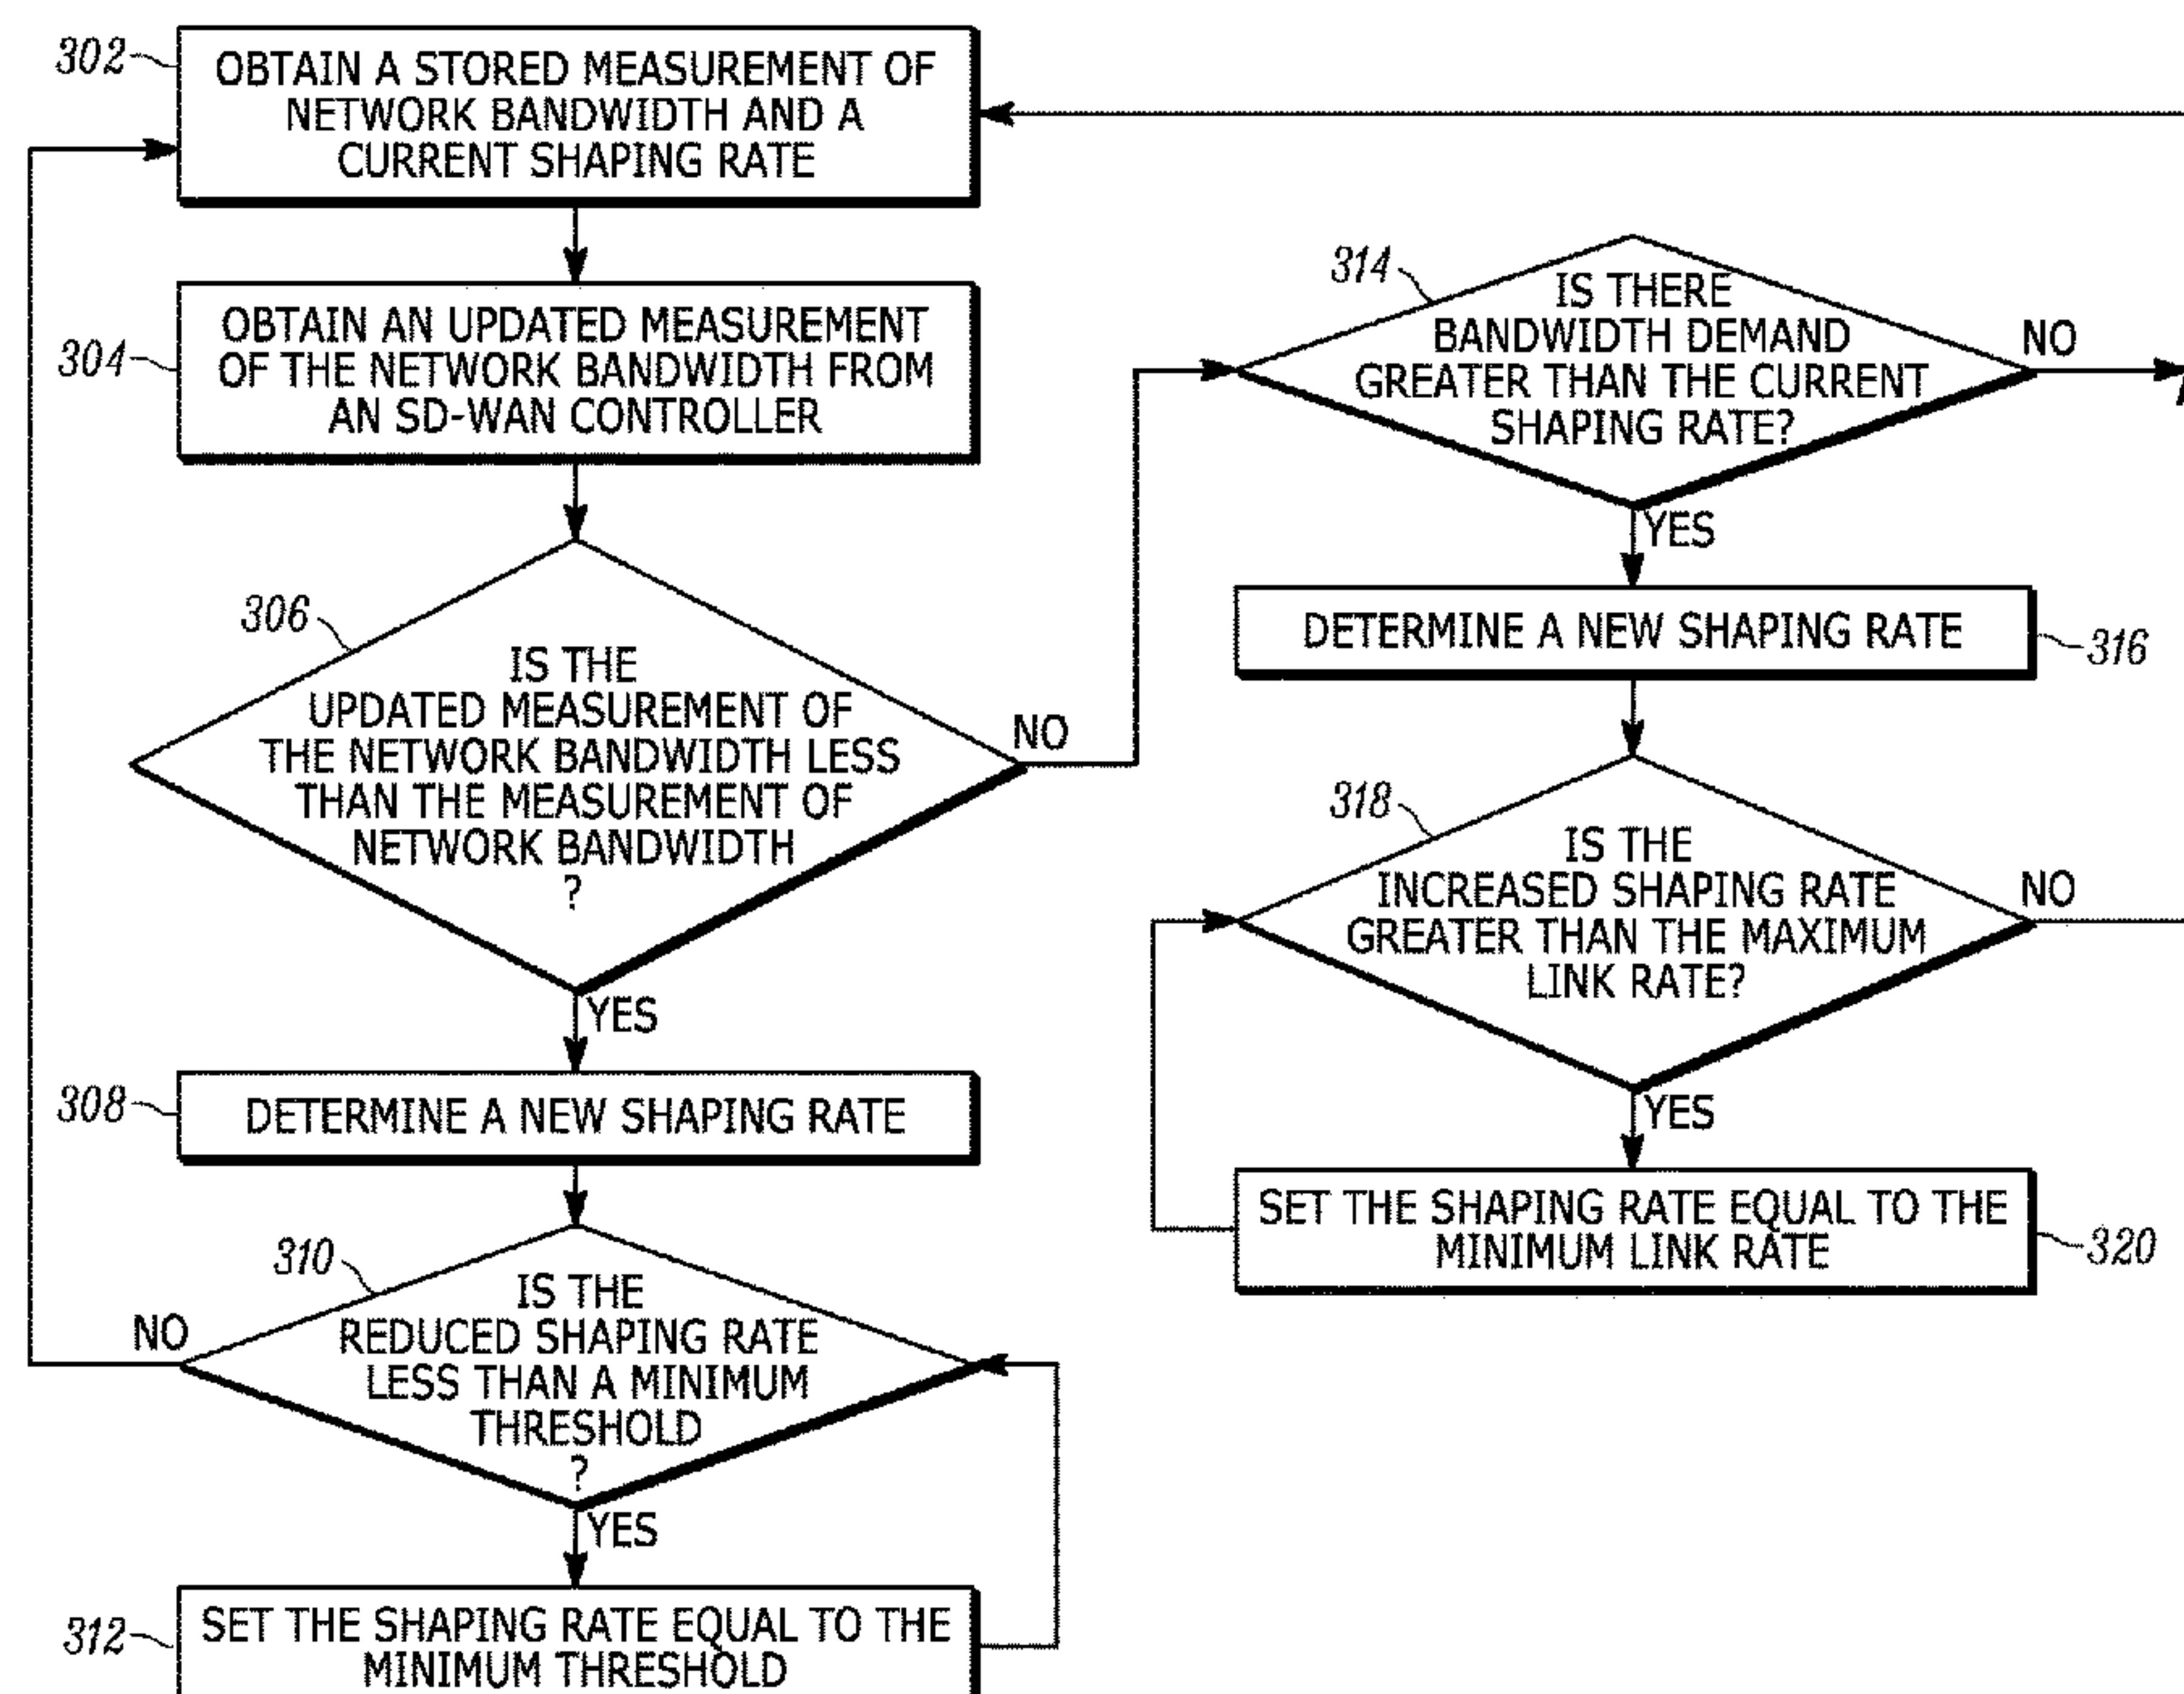 302
OBTAIN A STORED MEASUREMENT OF
NETWORK BANDWIDTH AND A
CURRENT SHAPING RATE
304
OBTAIN AN UPDATED MEASUREMENT
OF THE NETWORK BANDWIDTH FROM
AN SD-WAN CONTROLLER
306
IS THE
UPDATED MEASUREMENT OF
THE NETWORK BANDWIDTH LESS
THAN THE MEASUREMENT OF
NETWORK BANDWIDTH
?
NO
YES
308
DETERMINE A NEW SHAPING RATE
310
IS THE
REDUCED SHAPING RATE
LESS THAN A MINIMUM
THRESHOLD
?
NO
YES
312
SET THE SHAPING RATE EQUAL TO THE
MINIMUM THRESHOLD
314
IS THERE
BANDWIDTH DEMAND
GREATER THAN THE CURRENT
SHAPING RATE?
NO
YES
DETERMINE A NEW SHAPING RATE
316
318
IS THE
INCREASED SHAPING RATE
GREATER THAN THE MAXIMUM
LINK RATE?
NO
YES
SET THE SHAPING RATE EQUAL TO THE
MINIMUM LINK RATE
320